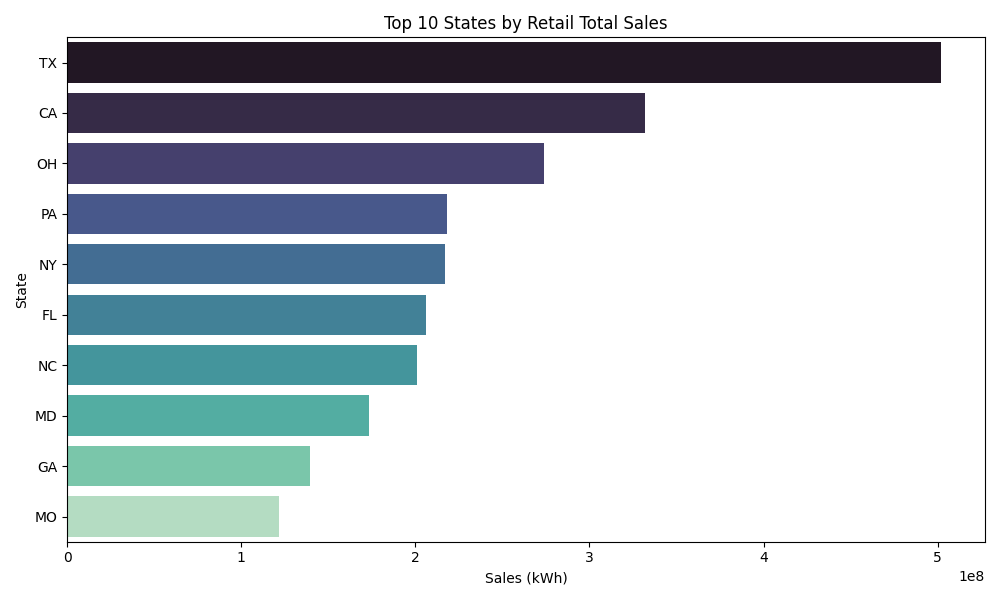 Top 10 States by Retail Total Sales
State
TX
CA
OH
PA
NY
FL
NC
MD
GA
MO
0 1 2 3 4 5
1e8
Sales (kWh)